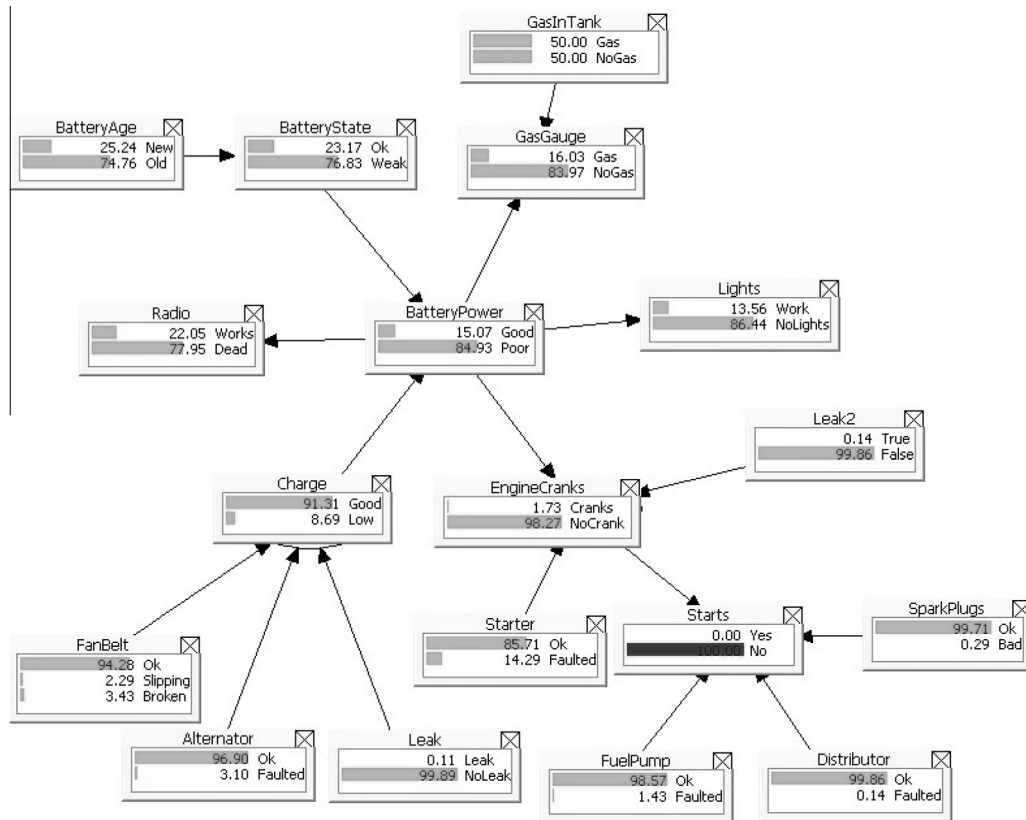 GasInTank
50.00 Gas
50.00 NoGas
BatteryAge
25.24 New
74.76 Old
BatteryState
23.17 Ok
76.83 Weak
GasGauge
16.03 Gas
83.97 NoGas
Radio
22.05 Works
77.95 Dead
BatteryPower
15.07 Good
84.93 Poor
Lights
13.56 Work
86.44 NoLights
Leak2
0.14 True
99.86 False
Charge
91.31 Good
8.69 Low
EngineCranks
1.73 Cranks
98.27 NoCrank
FanBelt
94.28 Ok
2.29 Slipping
3.43 Broken
Starter
85.71 Ok
14.29 Faulted
Starts
0.00 Yes
100.00 No
SparkPlugs
99.71 Ok
0.29 Bad
Alternator
96.90 Ok
3.10 Faulted
Leak
0.11 Leak
99.89 NoLeak
FuelPump
98.57 Ok
1.43 Faulted
Distributor
99.86 Ok
0.14 Faulted